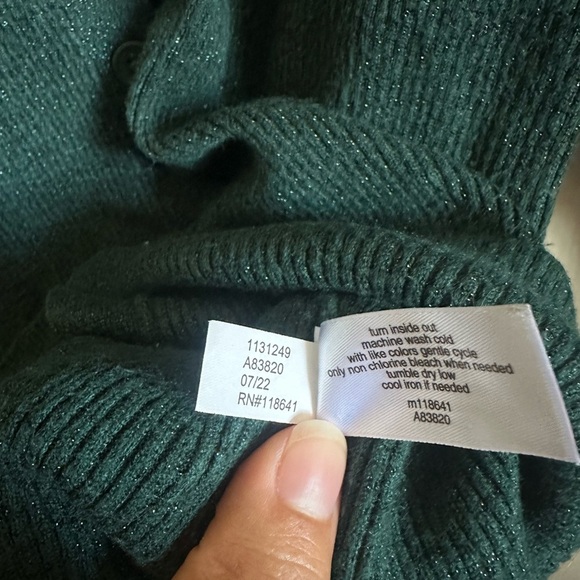 1131249
A83820
07/22
RN#118641
turn inside out
machine wash cold
with like colors gentle cycle
only non chlorine bleach when needed
tumble dry low
cool iron if needed
m118641
A83820